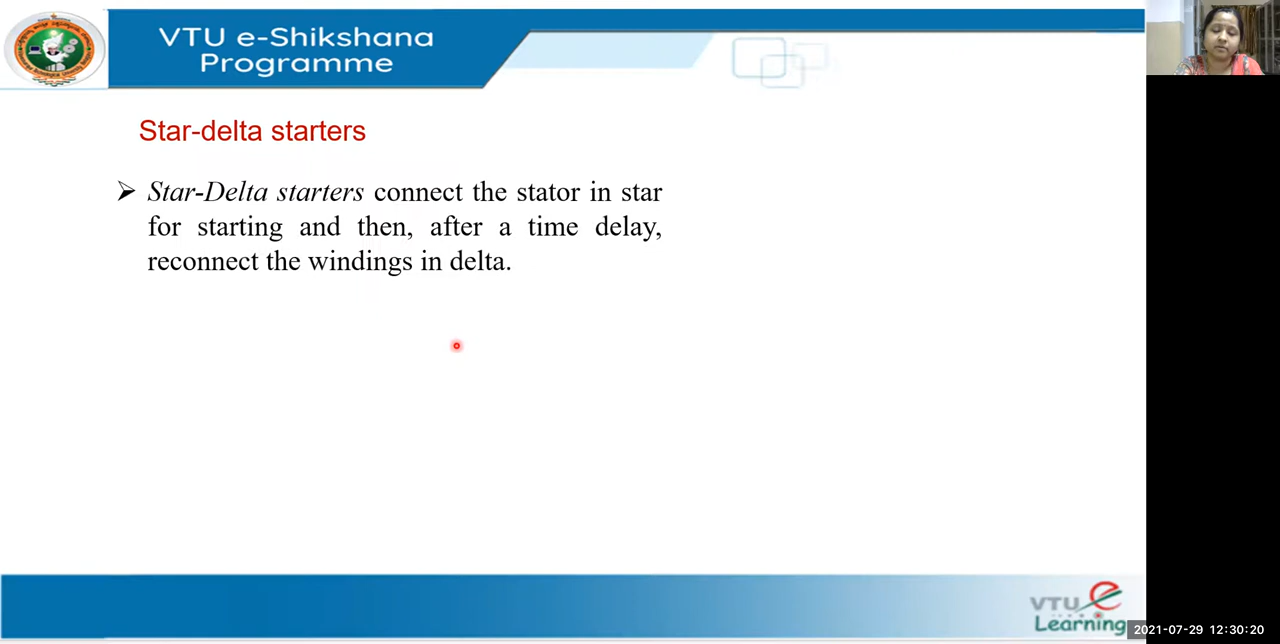 VTU e-Shikshana
Programme
Star-delta starters
➢ Star-Delta starters connect the stator in star
for starting and then, after a time delay,
reconnect the windings in delta.
VTU e
Learning
2021-07-29 12:30:20